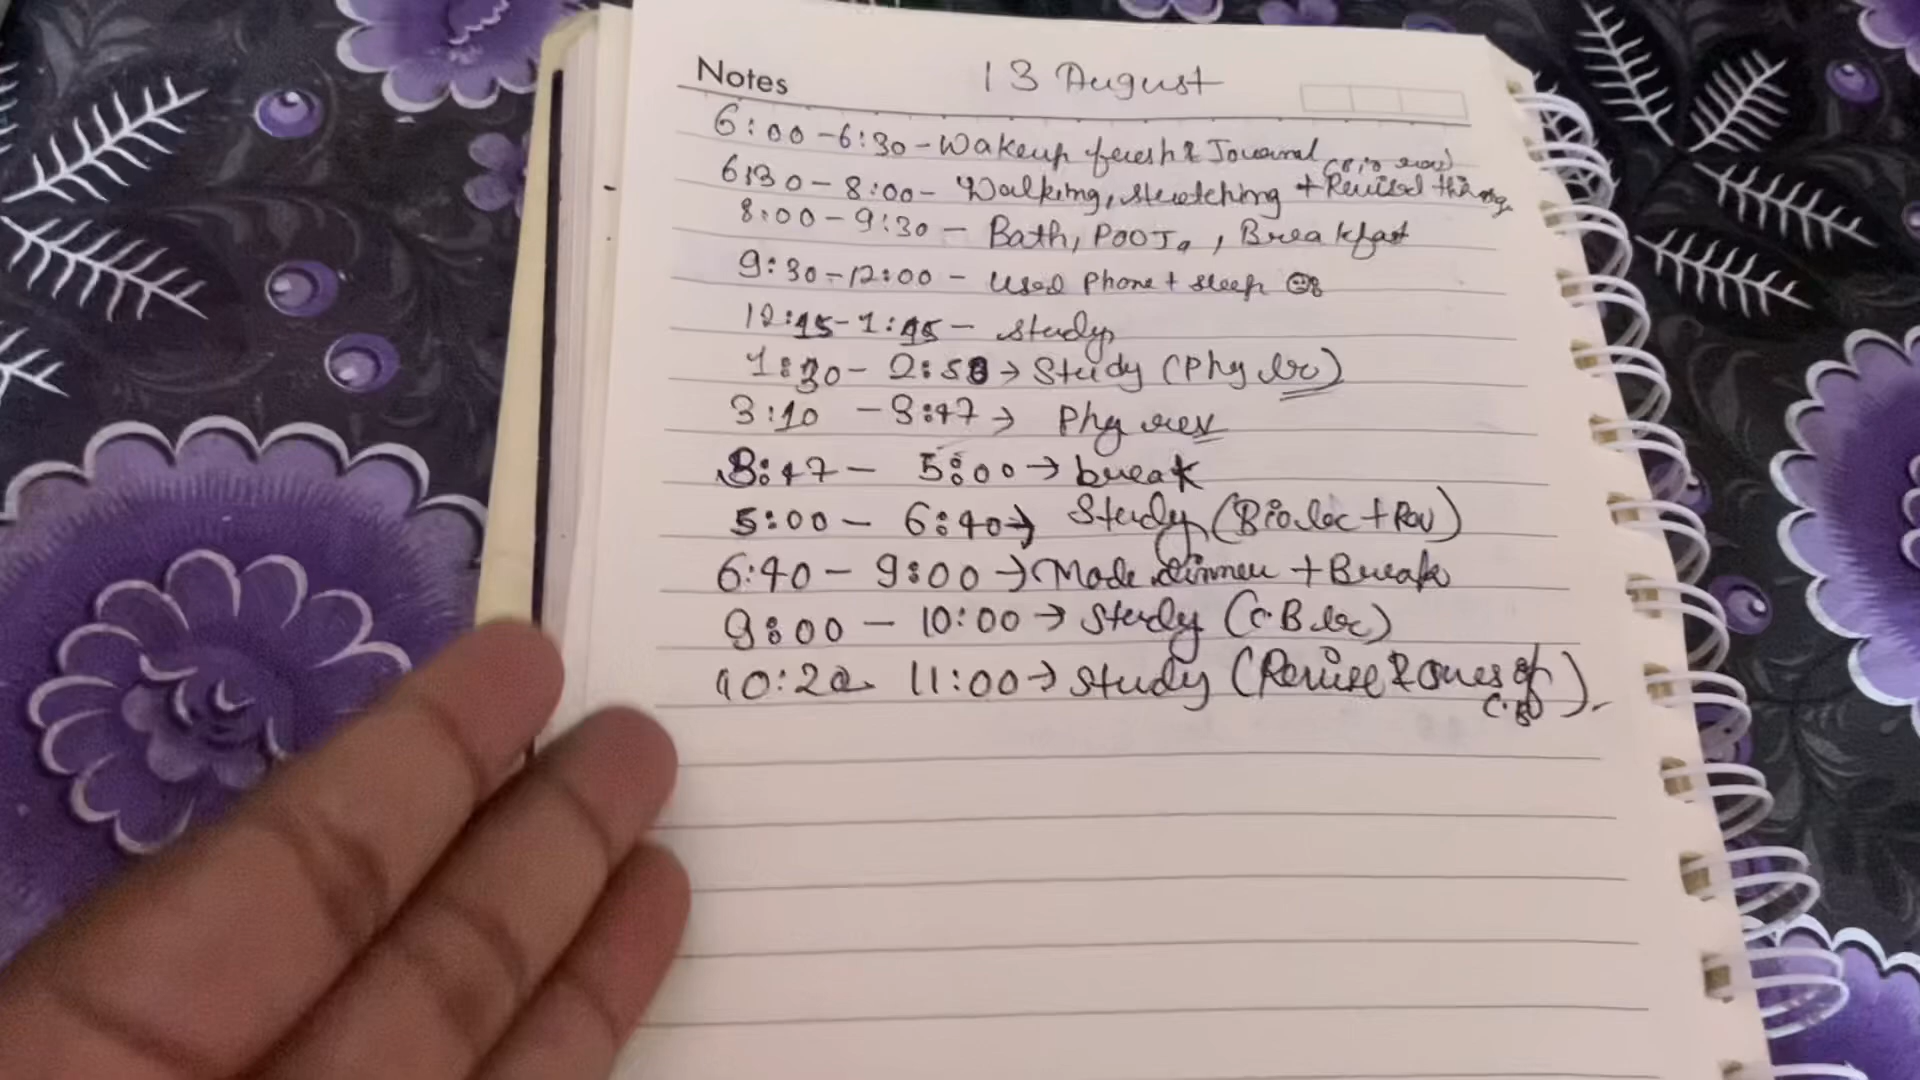 Notes 13 August
6:00-6:30-Wakeup fresh & Journal
(Bio rev)
6:30-8:00- Walking, stretching + Revised things
8:00-9:30- Bath, POOJa, Breakfast
9:30-12:00- Used Phone + sleep
12:15-1:15- study
1:30- 2:58→ Study (Phy lec)
3:10 -3:47→ Phy rev
3:47- 5:00→ break
5:00- 6:40→ Study (Bio lec + Rev)
6:40- 9:00→ Made dinner + Break
9:00- 10:00→ Study (C.B lec)
10:20- 11:00→ Study (Revise & Ques of C.B).